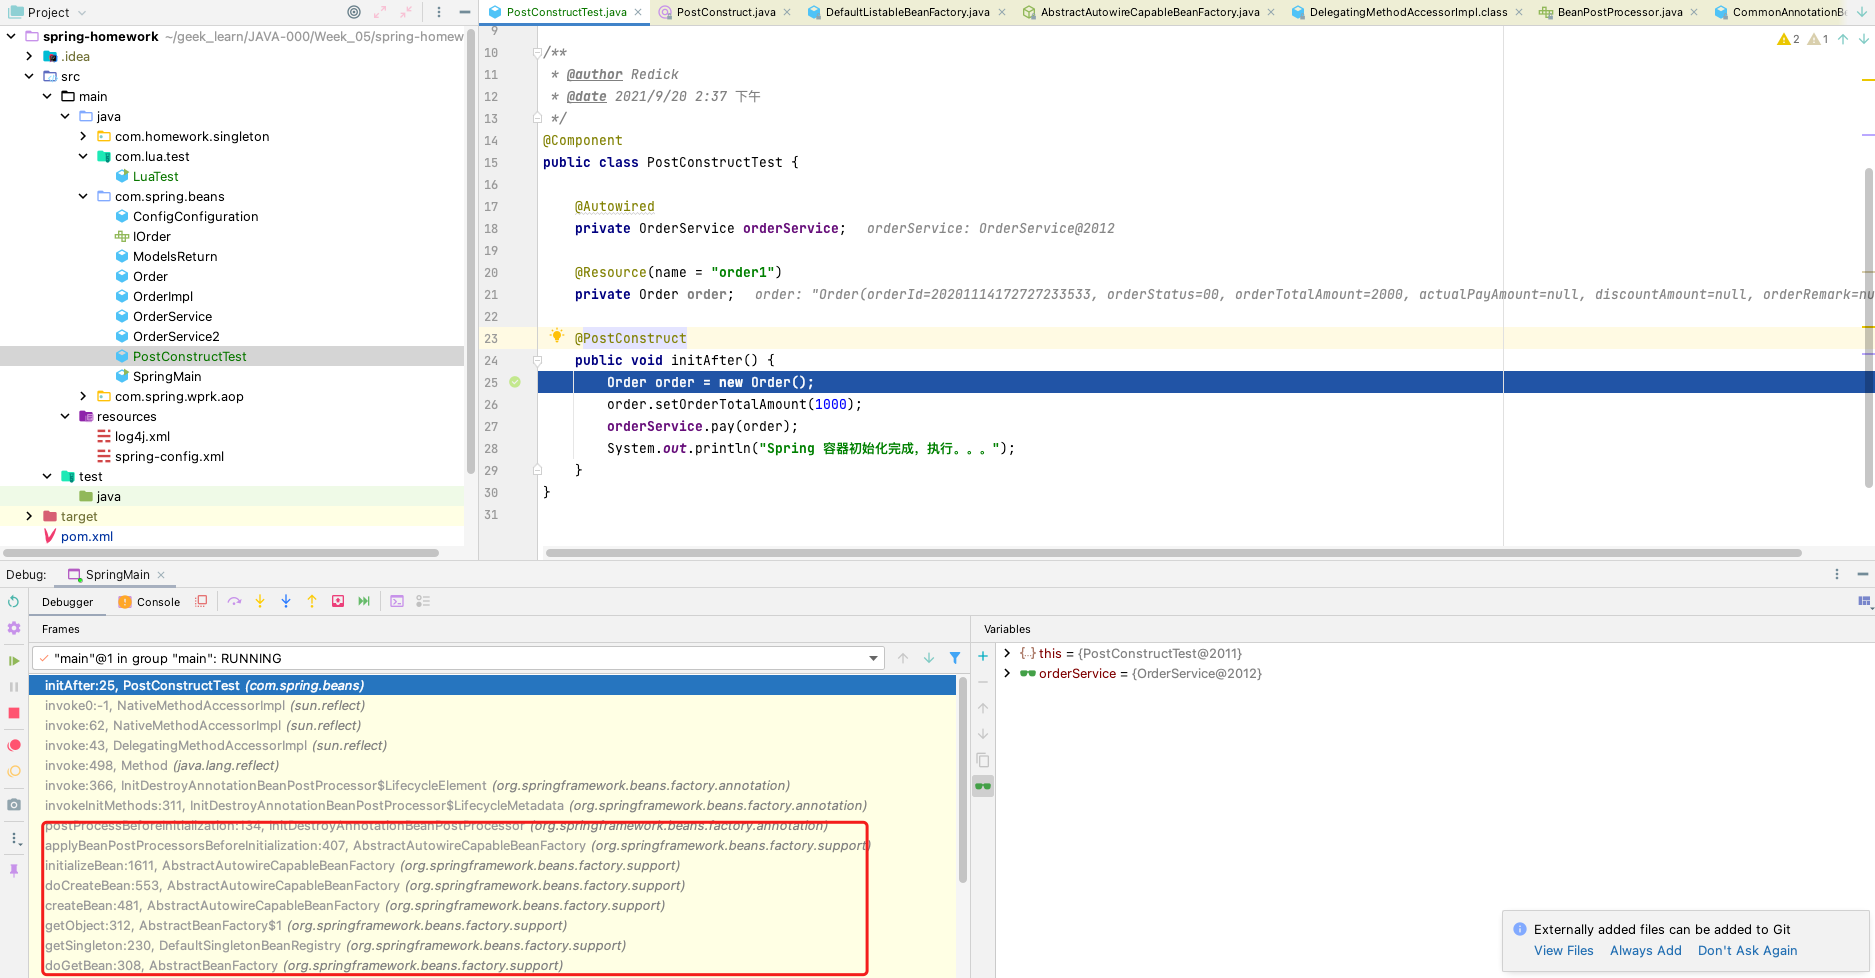 Project
PostConstructTest.java
PostConstruct.java
DefaultListableBeanFactory.java
AbstractAutowireCapableBeanFactory.java
DelegatingMethodAccessorImpl.class
BeanPostProcessor.java
CommonAnnotationBe
spring-homework ~/geek_learn/JAVA-000/Week_05/spring-homew
.idea
src
main
java
com.homework.singleton
com.lua.test
LuaTest
com.spring.beans
ConfigConfiguration
IOrder
ModelsReturn
Order
OrderImpl
OrderService
OrderService2
PostConstructTest
SpringMain
com.spring.wprk.aop
resources
log4j.xml
spring-config.xml
test
java
target
pom.xml
2 1
9
10 /**
11 * @author Redick
12 * @date 2021/9/20 2:37 下午
13 */
14 @Component
15 public class PostConstructTest {
16
17 @Autowired
18 private OrderService orderService; orderService: OrderService@2012
19
20 @Resource(name = "order1")
21 private Order order; order: "Order(orderId=20201114172727233533, orderStatus=00, orderTotalAmount=2000, actualPayAmount=null, discountAmount=null, orderRemark=nu
22
23 @PostConstruct
24 public void initAfter() {
25 Order order = new Order();
26 order.setOrderTotalAmount(1000);
27 orderService.pay(order);
28 System.out.println("Spring 容器初始化完成，执行。。。");
29 }
30 }
31
Debug: SpringMain
Debugger Console
Frames
"main"@1 in group "main": RUNNING
initAfter:25, PostConstructTest (com.spring.beans)
invoke0:-1, NativeMethodAccessorImpl (sun.reflect)
invoke:62, NativeMethodAccessorImpl (sun.reflect)
invoke:43, DelegatingMethodAccessorImpl (sun.reflect)
invoke:498, Method (java.lang.reflect)
invoke:366, InitDestroyAnnotationBeanPostProcessor$LifecycleElement (org.springframework.beans.factory.annotation)
invokeInitMethods:311, InitDestroyAnnotationBeanPostProcessor$LifecycleMetadata (org.springframework.beans.factory.annotation)
postProcessBeforeInitialization:134, InitDestroyAnnotationBeanPostProcessor (org.springframework.beans.factory.annotation)
applyBeanPostProcessorsBeforeInitialization:407, AbstractAutowireCapableBeanFactory (org.springframework.beans.factory.support)
initializeBean:1611, AbstractAutowireCapableBeanFactory (org.springframework.beans.factory.support)
doCreateBean:553, AbstractAutowireCapableBeanFactory (org.springframework.beans.factory.support)
createBean:481, AbstractAutowireCapableBeanFactory (org.springframework.beans.factory.support)
getObject:312, AbstractBeanFactory$1 (org.springframework.beans.factory.support)
getSingleton:230, DefaultSingletonBeanRegistry (org.springframework.beans.factory.support)
doGetBean:308, AbstractBeanFactory (org.springframework.beans.factory.support)
Variables
this = {PostConstructTest@2011}
orderService = {OrderService@2012}
Externally added files can be added to Git
View Files Always Add Don't Ask Again